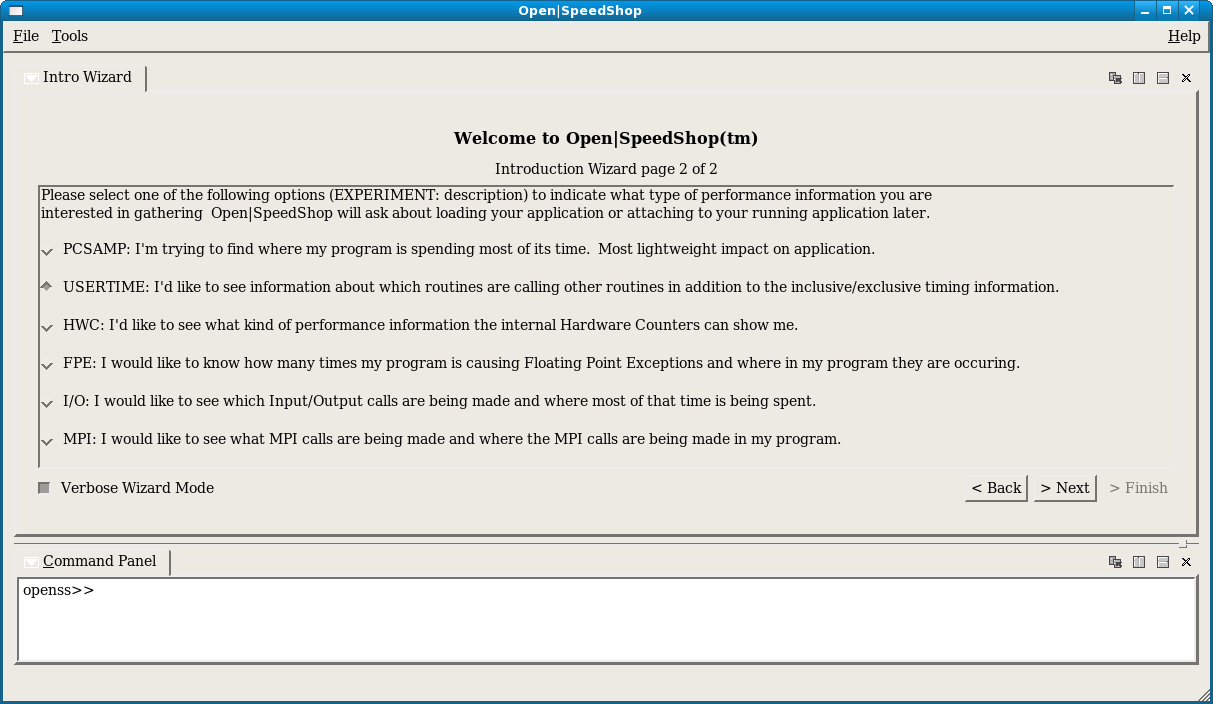 Open|SpeedShop
File Tools Help
Intro Wizard
Welcome to Open|SpeedShop(tm)
Introduction Wizard page 2 of 2
Please select one of the following options (EXPERIMENT: description) to indicate what type of performance information you are
interested in gathering  Open|SpeedShop will ask about loading your application or attaching to your running application later.
PCSAMP: I'm trying to find where my program is spending most of its time.  Most lightweight impact on application.
USERTIME: I'd like to see information about which routines are calling other routines in addition to the inclusive/exclusive timing information.
HWC: I'd like to see what kind of performance information the internal Hardware Counters can show me.
FPE: I would like to know how many times my program is causing Floating Point Exceptions and where in my program they are occuring.
I/O: I would like to see which Input/Output calls are being made and where most of that time is being spent.
MPI: I would like to see what MPI calls are being made and where the MPI calls are being made in my program.
Verbose Wizard Mode < Back > Next > Finish
Command Panel
openss>>